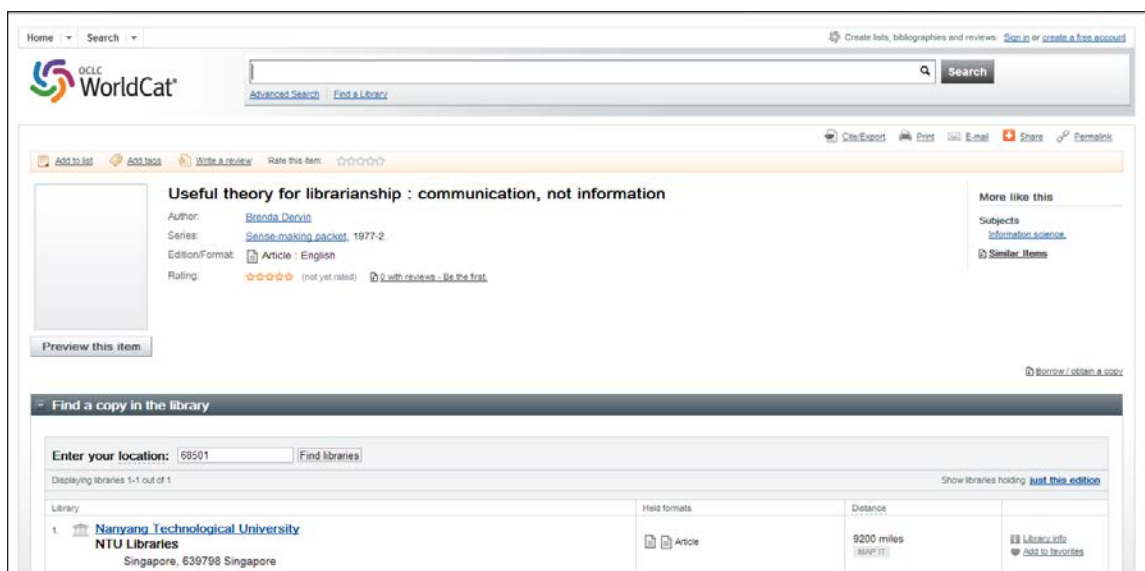 Home Search Create lists, bibliographies and reviews: Sign in or create a free account
OCLC
WorldCat®
Search
Advanced Search Find a Library
Cite/Export Print E-mail Share Permalink
Add to list Add tags Write a review Rate this item:
Useful theory for librarianship : communication, not information
More like this
Author: Brenda Dervin
Subjects
Series: Sense-making packet, 1977-2.
Information science.
Edition/Format: Article : English
Similar Items
Rating: (not yet rated) 0 with reviews - Be the first.
Preview this item
Borrow / obtain a copy
Find a copy in the library
Enter your location: 68501 Find libraries
Displaying libraries 1-1 out of 1 Show libraries holding just this edition
Library Held formats Distance
1. Nanyang Technological University
NTU Libraries
Article 9200 miles Library info
MAP IT Add to favorites
Singapore, 639798 Singapore